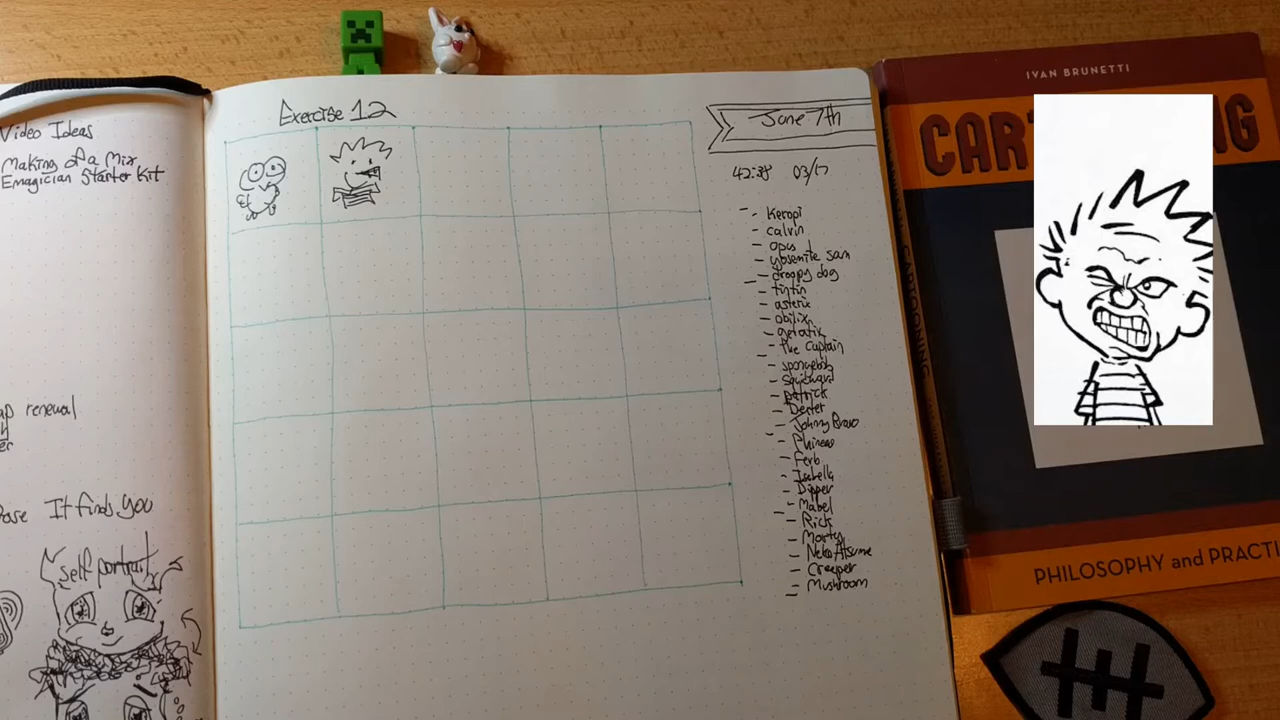 Video Ideas
Making of a Mix
Emagician Starter Kit
renewal
It finds you
self portrait
Exercise 12
June 7th
42:38 03/17
- Keropi
- calvin
- opus
- yosemite sam
- droopy dog
- tintin
- asterix
- obilix
- getafix
- the captain
- spongebob
- Squidward
- Patrick
- Dexter
- Johnny Bravo
- Phineas
- Ferb
- Isabella
- Dipper
- Mabel
- Rick
- Morty
- Neko Atsume
- Creeper
- Mushroom
IVAN BRUNETTI
CAR NG
PHILOSOPHY and PRACTI